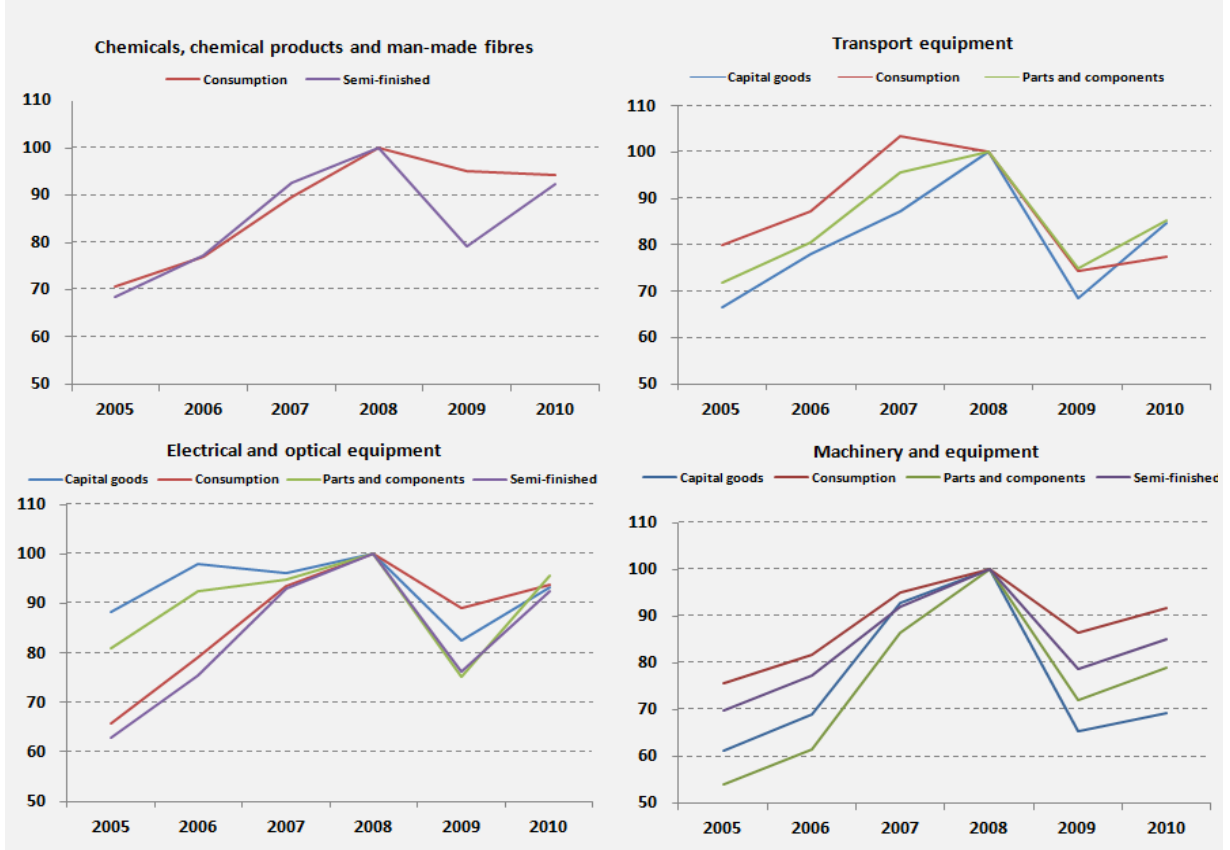 Chemicals, chemical products and man-made fibres
Consumption Semi-finished
110
100
90
80
70
60
50
2005 2006 2007 2008 2009 2010
Transport equipment
Capital goods Consumption Parts and components
110
100
90
80
70
60
50
2005 2006 2007 2008 2009 2010
Electrical and optical equipment
Capital goods Consumption Parts and components Semi-finished
110
100
90
80
70
60
50
2005 2006 2007 2008 2009 2010
Machinery and equipment
Capital goods Consumption Parts and components Semi-finished
110
100
90
80
70
60
50
2005 2006 2007 2008 2009 2010